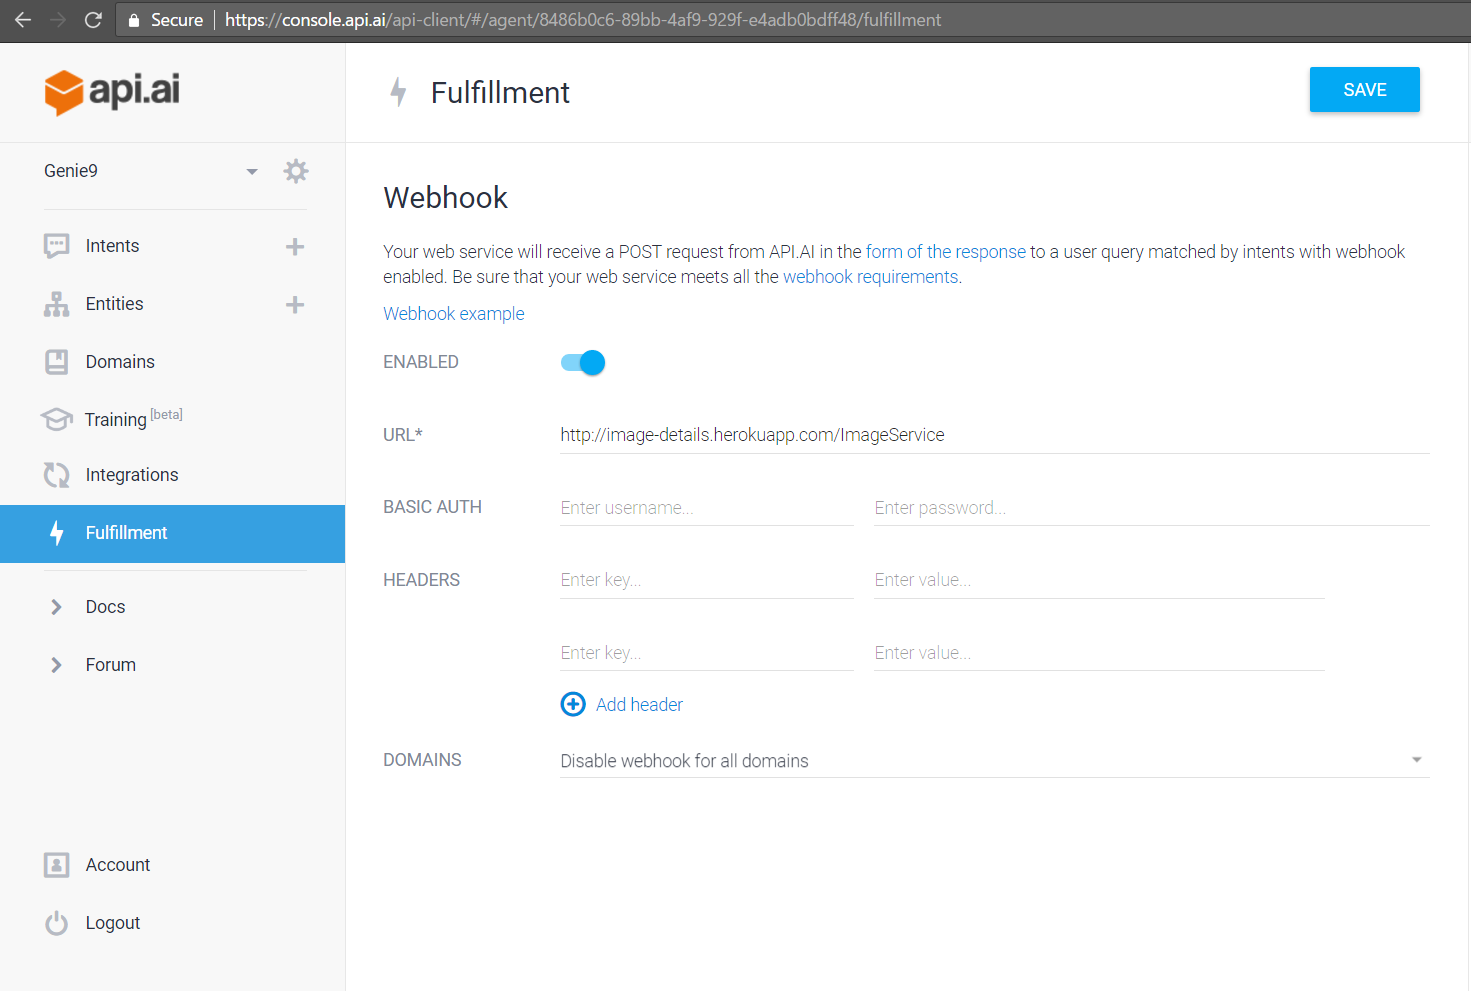 Secure https://console.api.ai/api-client/#/agent/8486b0c6-89bb-4af9-929f-e4adb0bdff48/fulfillment
api.ai
Fulfillment
SAVE
Genie9
Intents
Entities
Domains
Training [beta]
Integrations
Fulfillment
Docs
Forum
Account
Logout
Webhook
Your web service will receive a POST request from API.AI in the form of the response to a user query matched by intents with webhook
enabled. Be sure that your web service meets all the webhook requirements.
Webhook example
ENABLED
URL* http://image-details.herokuapp.com/ImageService
BASIC AUTH Enter username... Enter password...
HEADERS Enter key... Enter value...
Enter key... Enter value...
Add header
DOMAINS Disable webhook for all domains